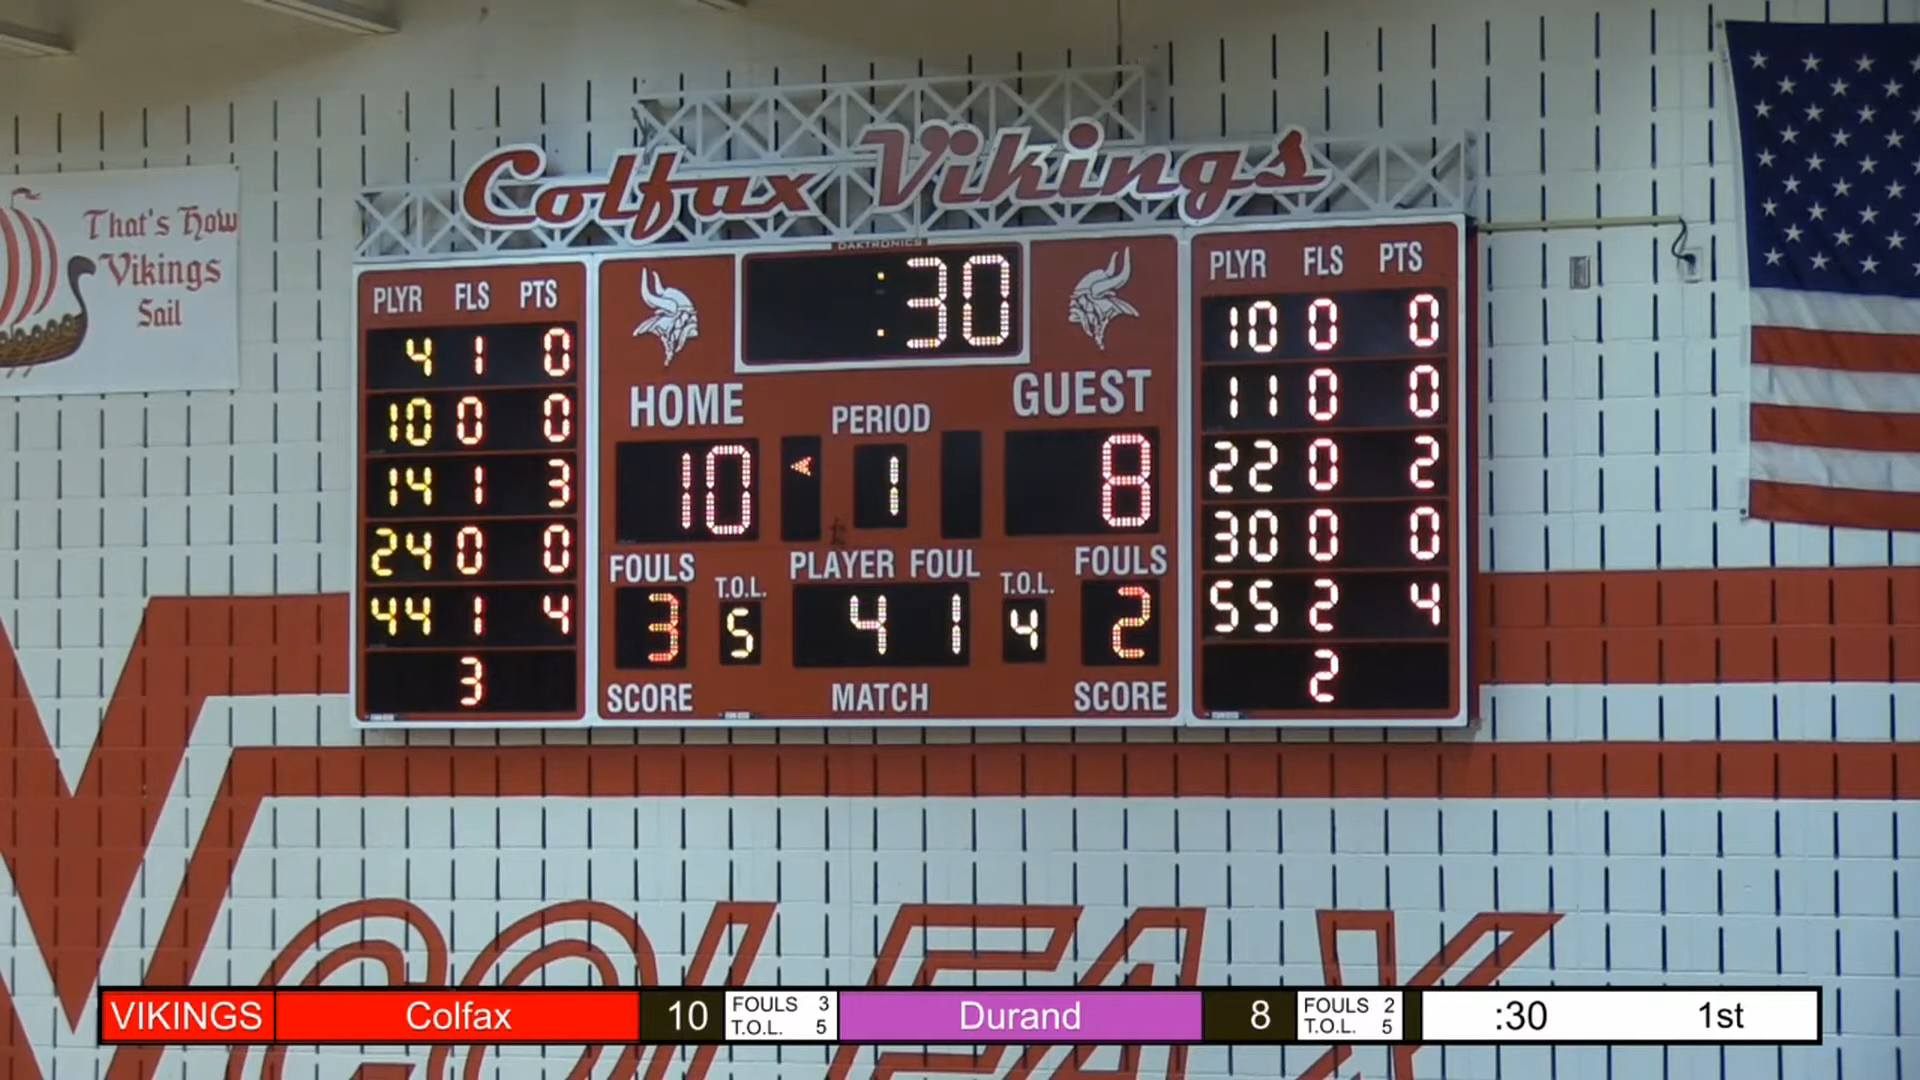 Colfax Vikings
That's How
Vikings
Sail
DAKTRONICS
:30
PLYR FLS PTS
4 1 0
10 0 0
14 1 3
24 0 0
44 1 4
3
HOME PERIOD GUEST
10 1 8
FOULS T.O.L. PLAYER FOUL T.O.L. FOULS
3 5 4 1 4 2
SCORE MATCH SCORE
PLYR FLS PTS
10 0 0
11 0 0
22 0 2
30 0 0
55 2 4
2
COLFAX
VIKINGS Colfax 10 FOULS 3 T.O.L. 5 Durand 8 FOULS 2 T.O.L. 5 :30 1st